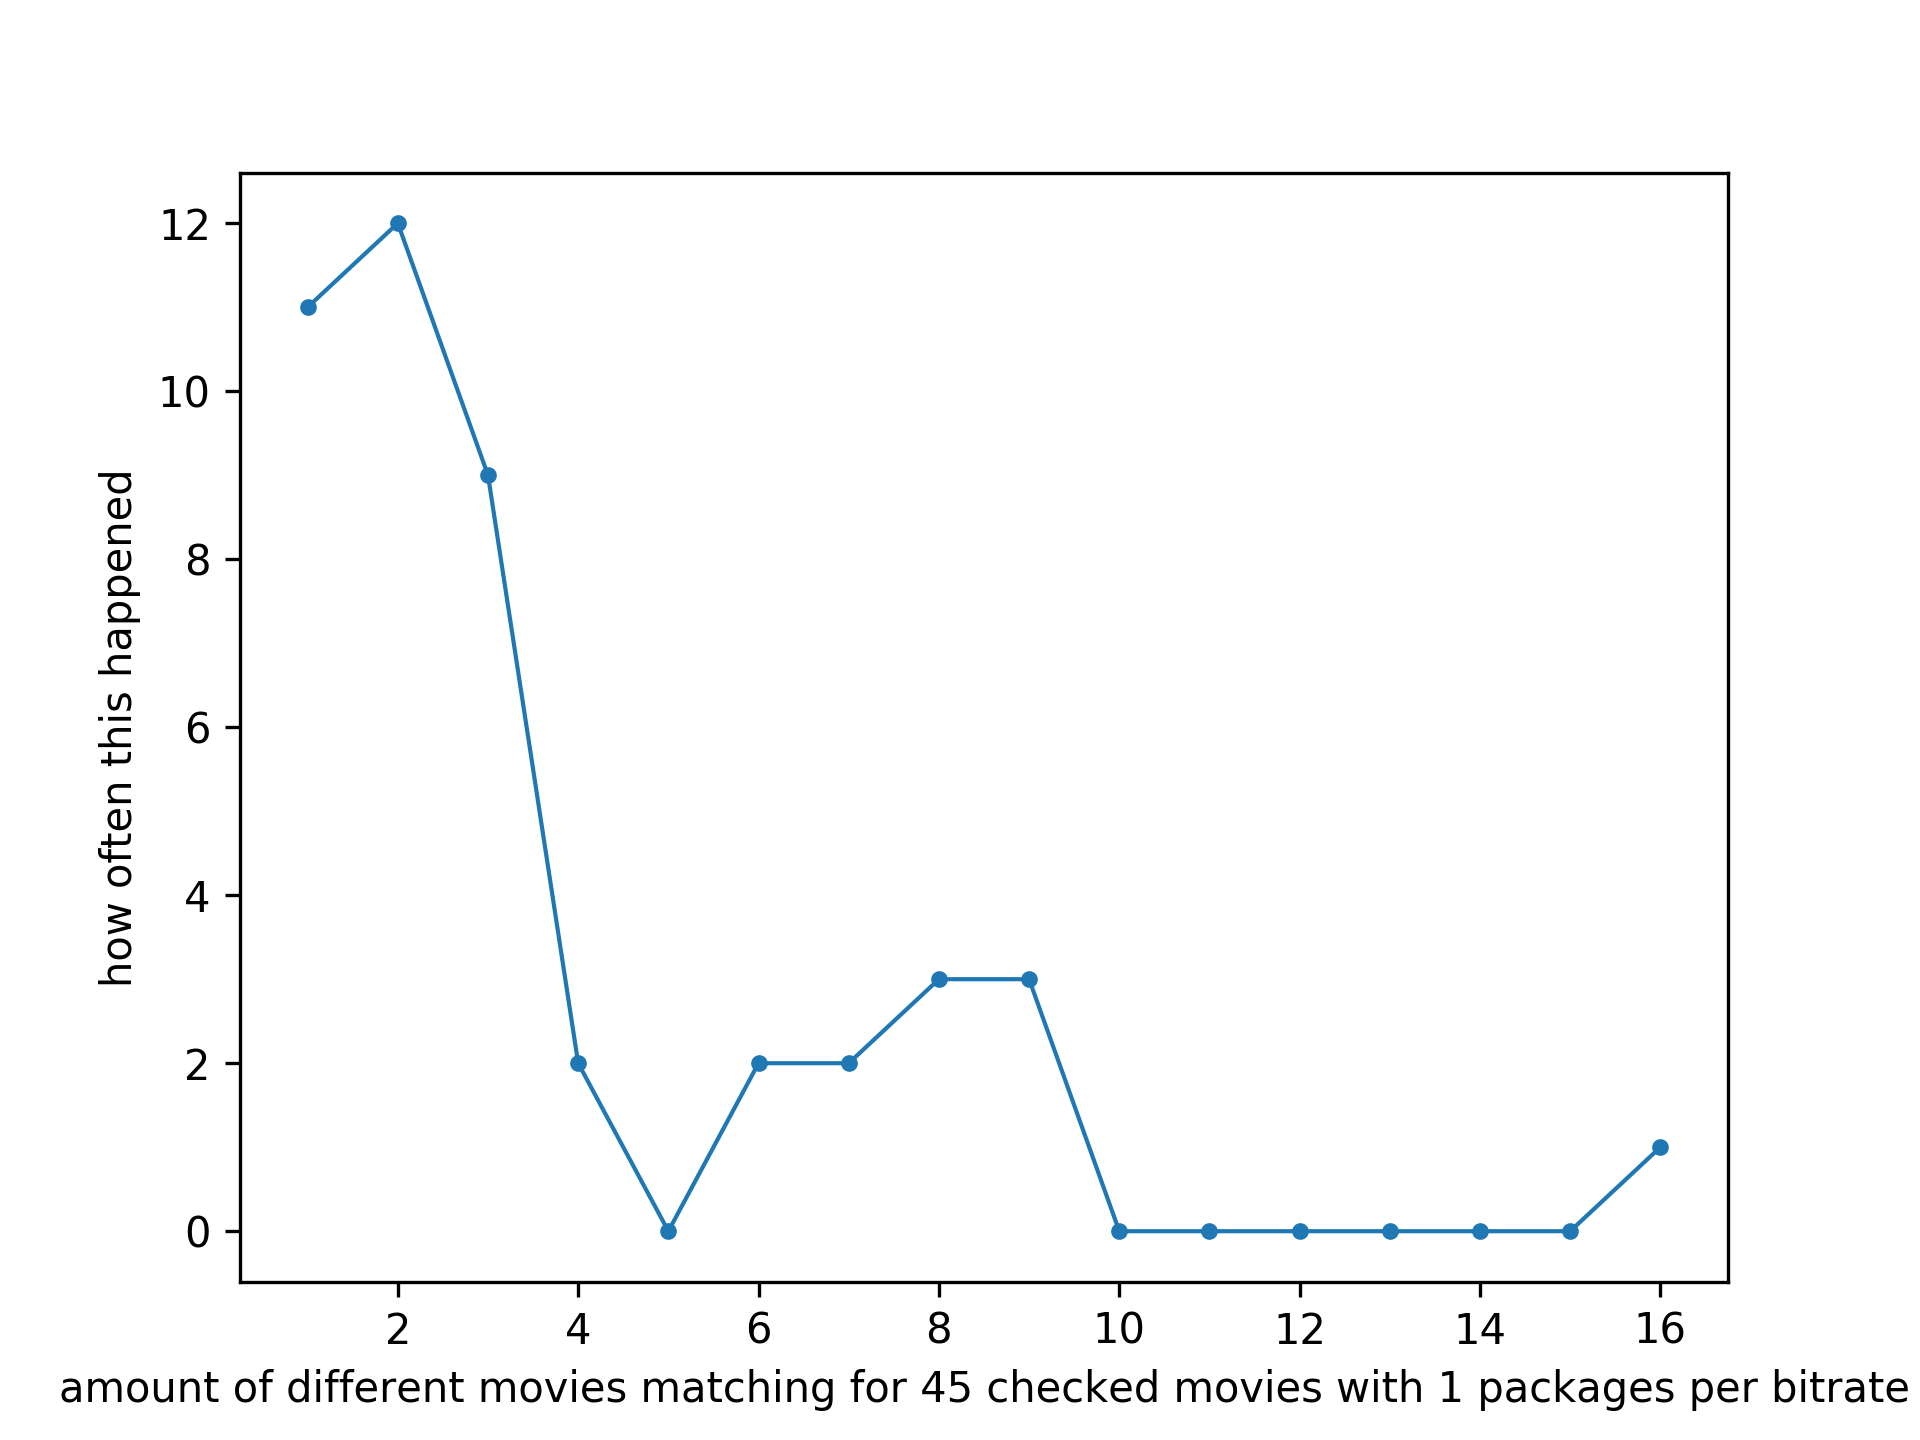 12
10
8
6
4
2
0
how often this happened
2 4 6 8 10 12 14 16
amount of different movies matching for 45 checked movies with 1 packages per bitrate